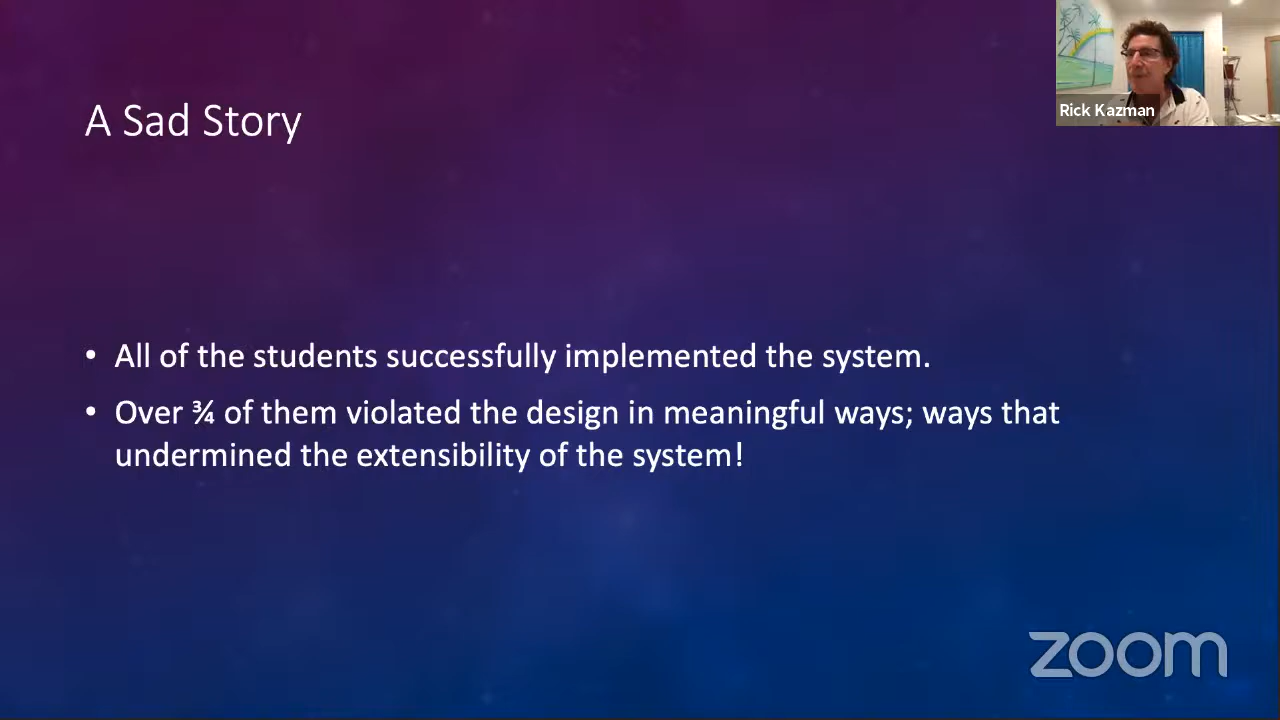 A Sad Story
Rick Kazman
• All of the students successfully implemented the system.
• Over ¾ of them violated the design in meaningful ways; ways that
undermined the extensibility of the system!
zoom